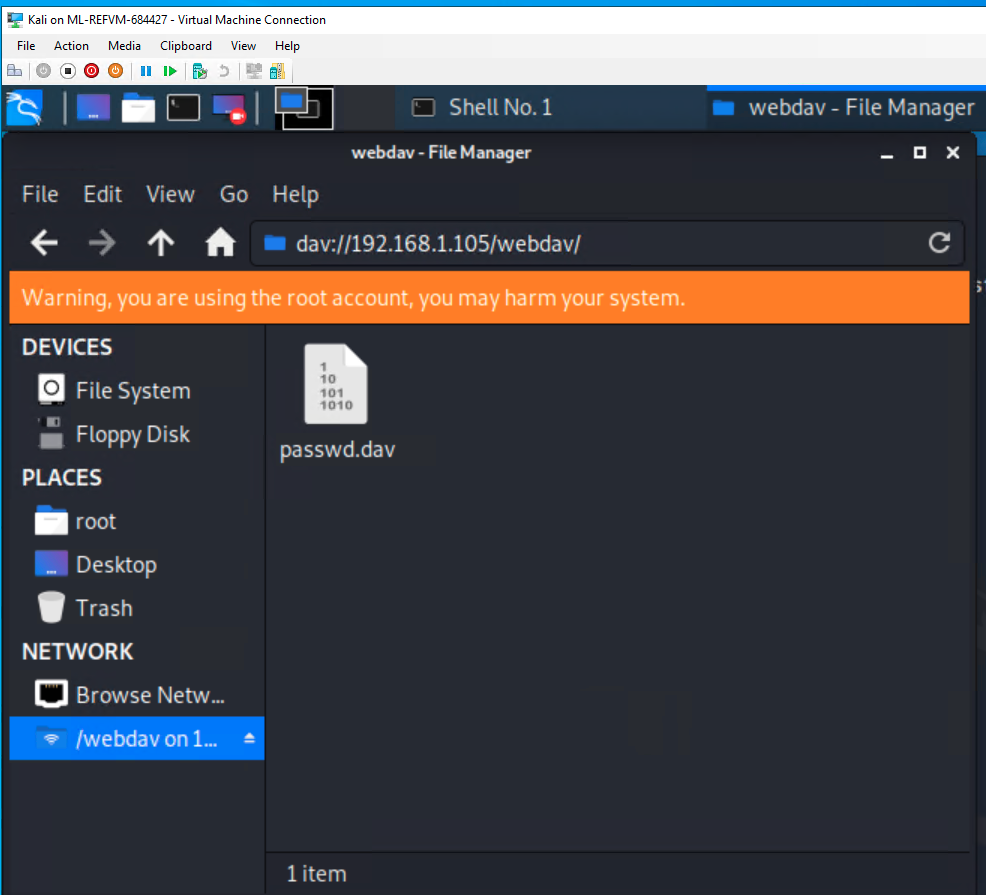 Kali on ML-REFVM-684427 - Virtual Machine Connection
File Action Media Clipboard View Help
Shell No. 1 webdav - File Manager
webdav - File Manager
File Edit View Go Help
dav://192.168.1.105/webdav/
Warning, you are using the root account, you may harm your system.
DEVICES
File System
Floppy Disk
PLACES
root
Desktop
Trash
NETWORK
Browse Netw...
/webdav on 1...
1
10
101
1010
passwd.dav
1 item